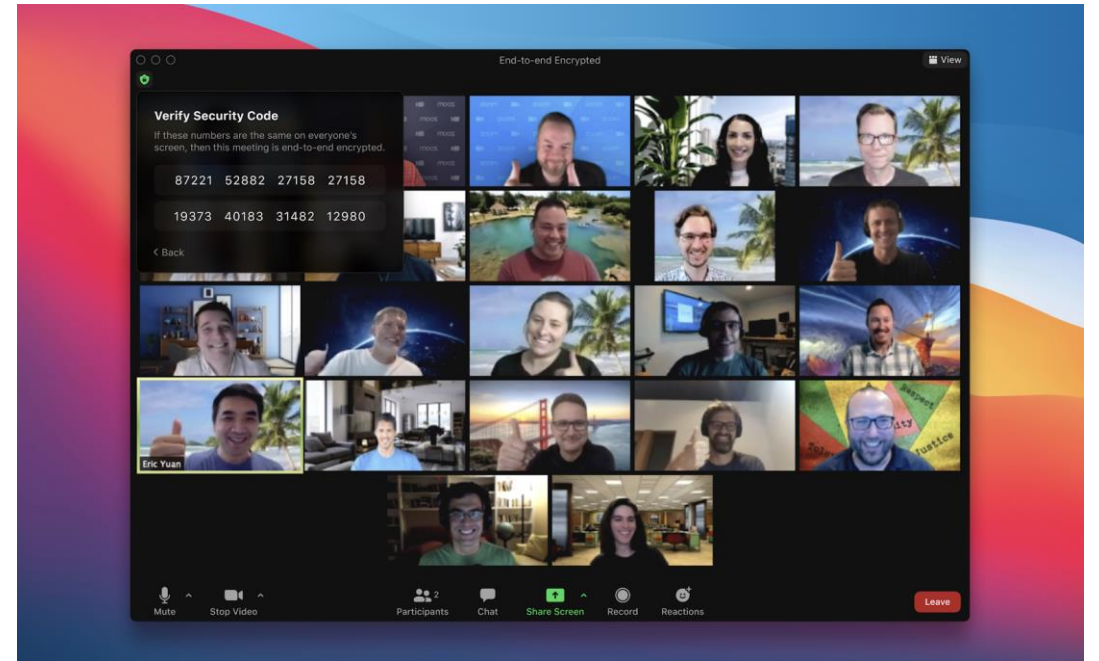 End-to-end Encrypted
View
Verify Security Code
If these numbers are the same on everyone's
screen, then this meeting is end-to-end encrypted.
87221 52882 27158 27158
19373 40183 31482 12980
Back
Eric Yuan
Respect
Justice
Mute
Stop Video
Participants
2
Chat
Share Screen
Record
Reactions
Leave